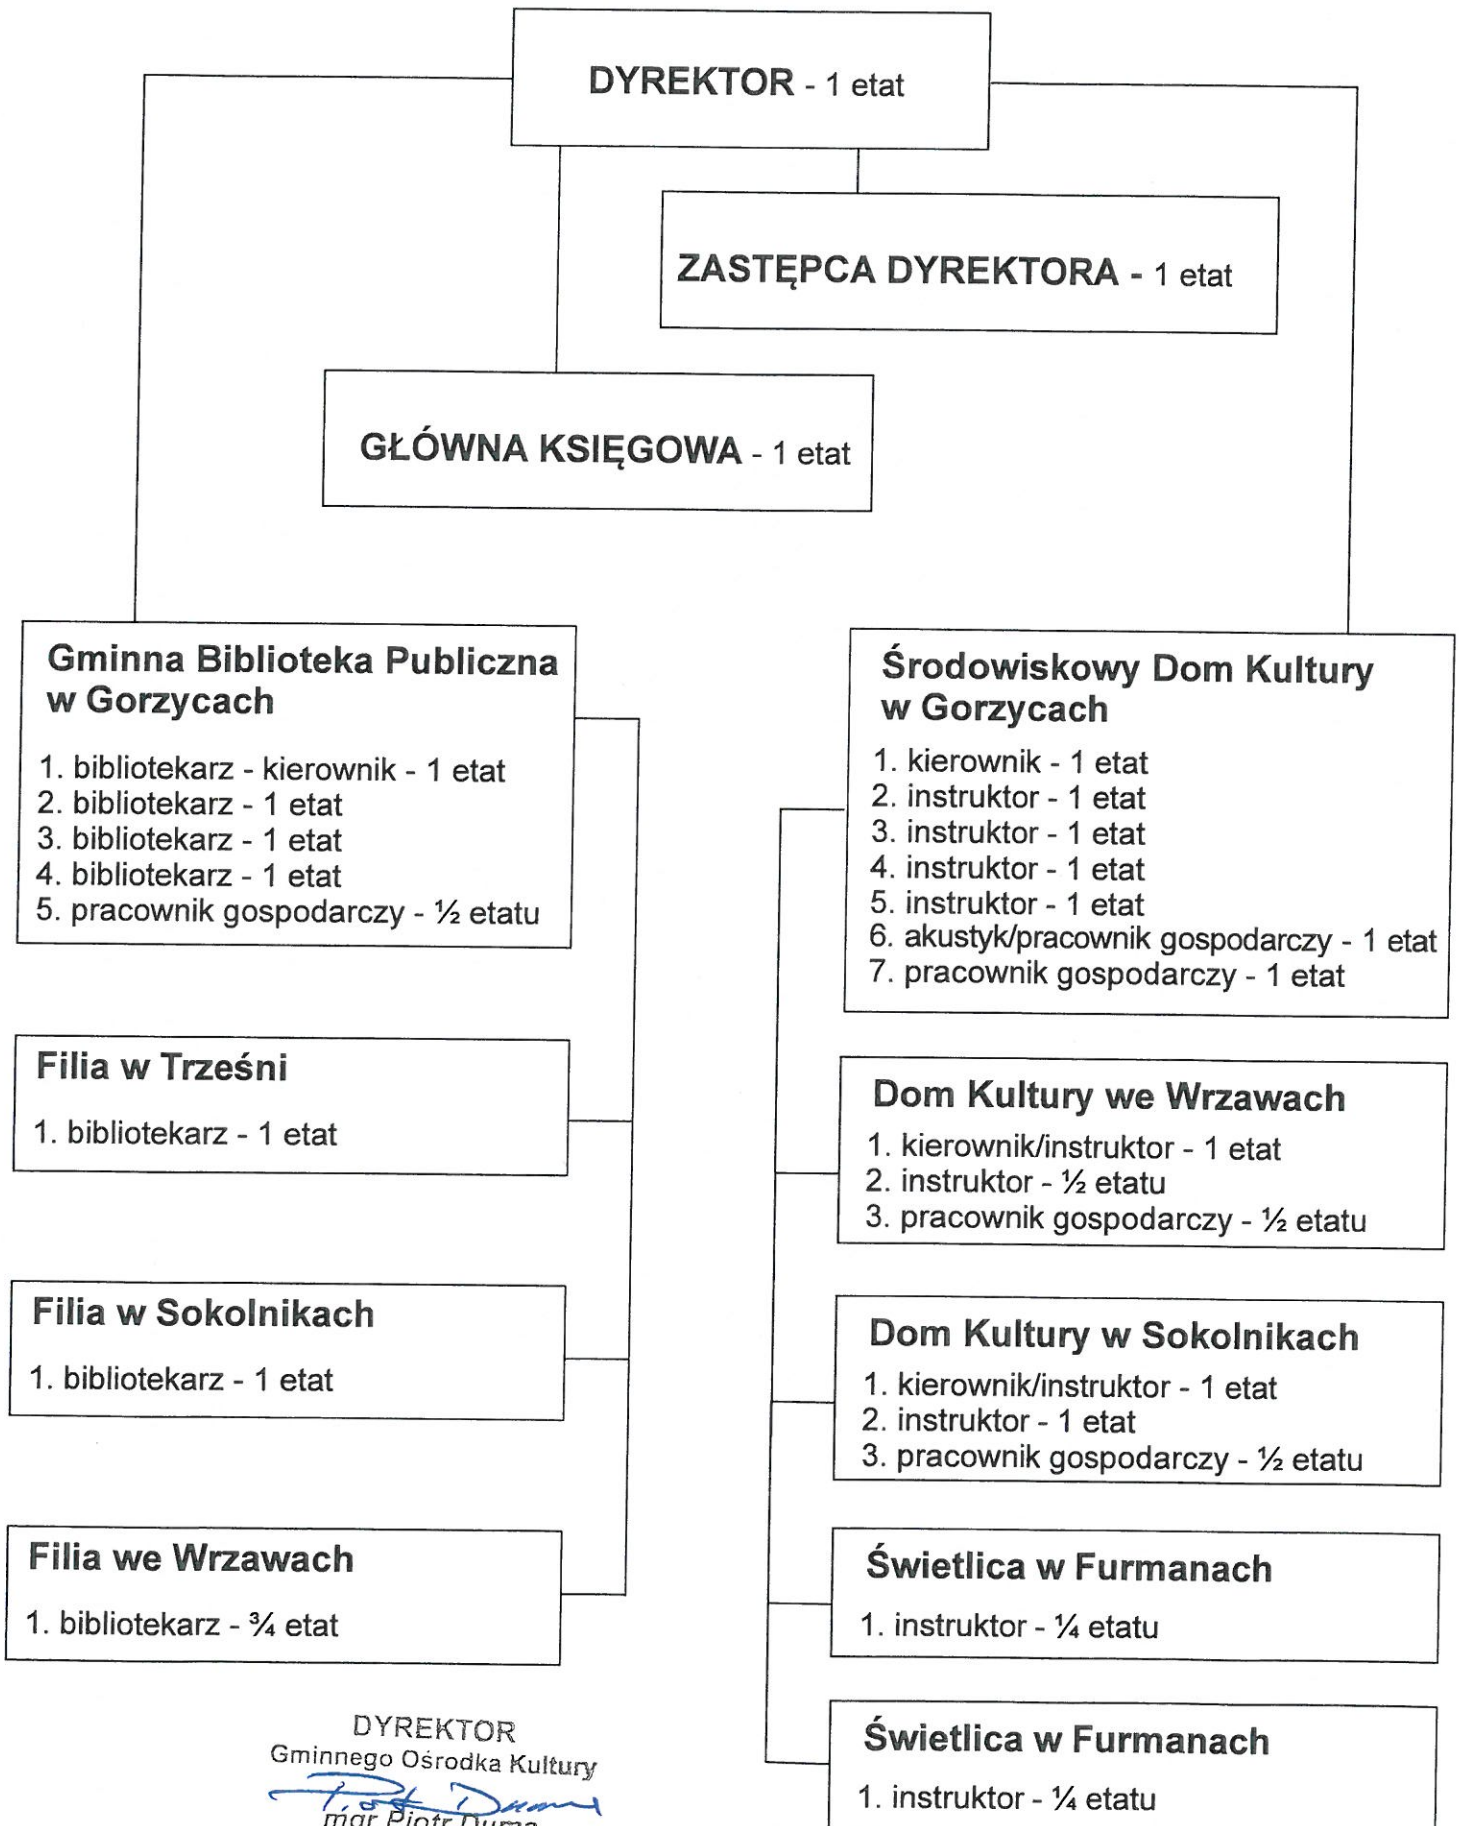 DYREKTOR - 1 etat
ZASTĘPCA DYREKTORA - 1 etat
GŁÓWNA KSIĘGOWA - 1 etat
Gminna Biblioteka Publiczna
w Gorzycach
1. bibliotekarz - kierownik - 1 etat
2. bibliotekarz - 1 etat
3. bibliotekarz - 1 etat
4. bibliotekarz - 1 etat
5. pracownik gospodarczy - ½ etatu
Filia w Trześni
1. bibliotekarz - 1 etat
Filia w Sokolnikach
1. bibliotekarz - 1 etat
Filia we Wrzawach
1. bibliotekarz - ¾ etat
Środowiskowy Dom Kultury
w Gorzycach
1. kierownik - 1 etat
2. instruktor - 1 etat
3. instruktor - 1 etat
4. instruktor - 1 etat
5. instruktor - 1 etat
6. akustyk/pracownik gospodarczy - 1 etat
7. pracownik gospodarczy - 1 etat
Dom Kultury we Wrzawach
1. kierownik/instruktor - 1 etat
2. instruktor - ½ etatu
3. pracownik gospodarczy - ½ etatu
Dom Kultury w Sokolnikach
1. kierownik/instruktor - 1 etat
2. instruktor - 1 etat
3. pracownik gospodarczy - ½ etatu
Świetlica w Furmanach
1. instruktor - ¼ etatu
Świetlica w Furmanach
1. instruktor - ¼ etatu
DYREKTOR
Gminnego Ośrodka Kultury
mgr Piotr Duma